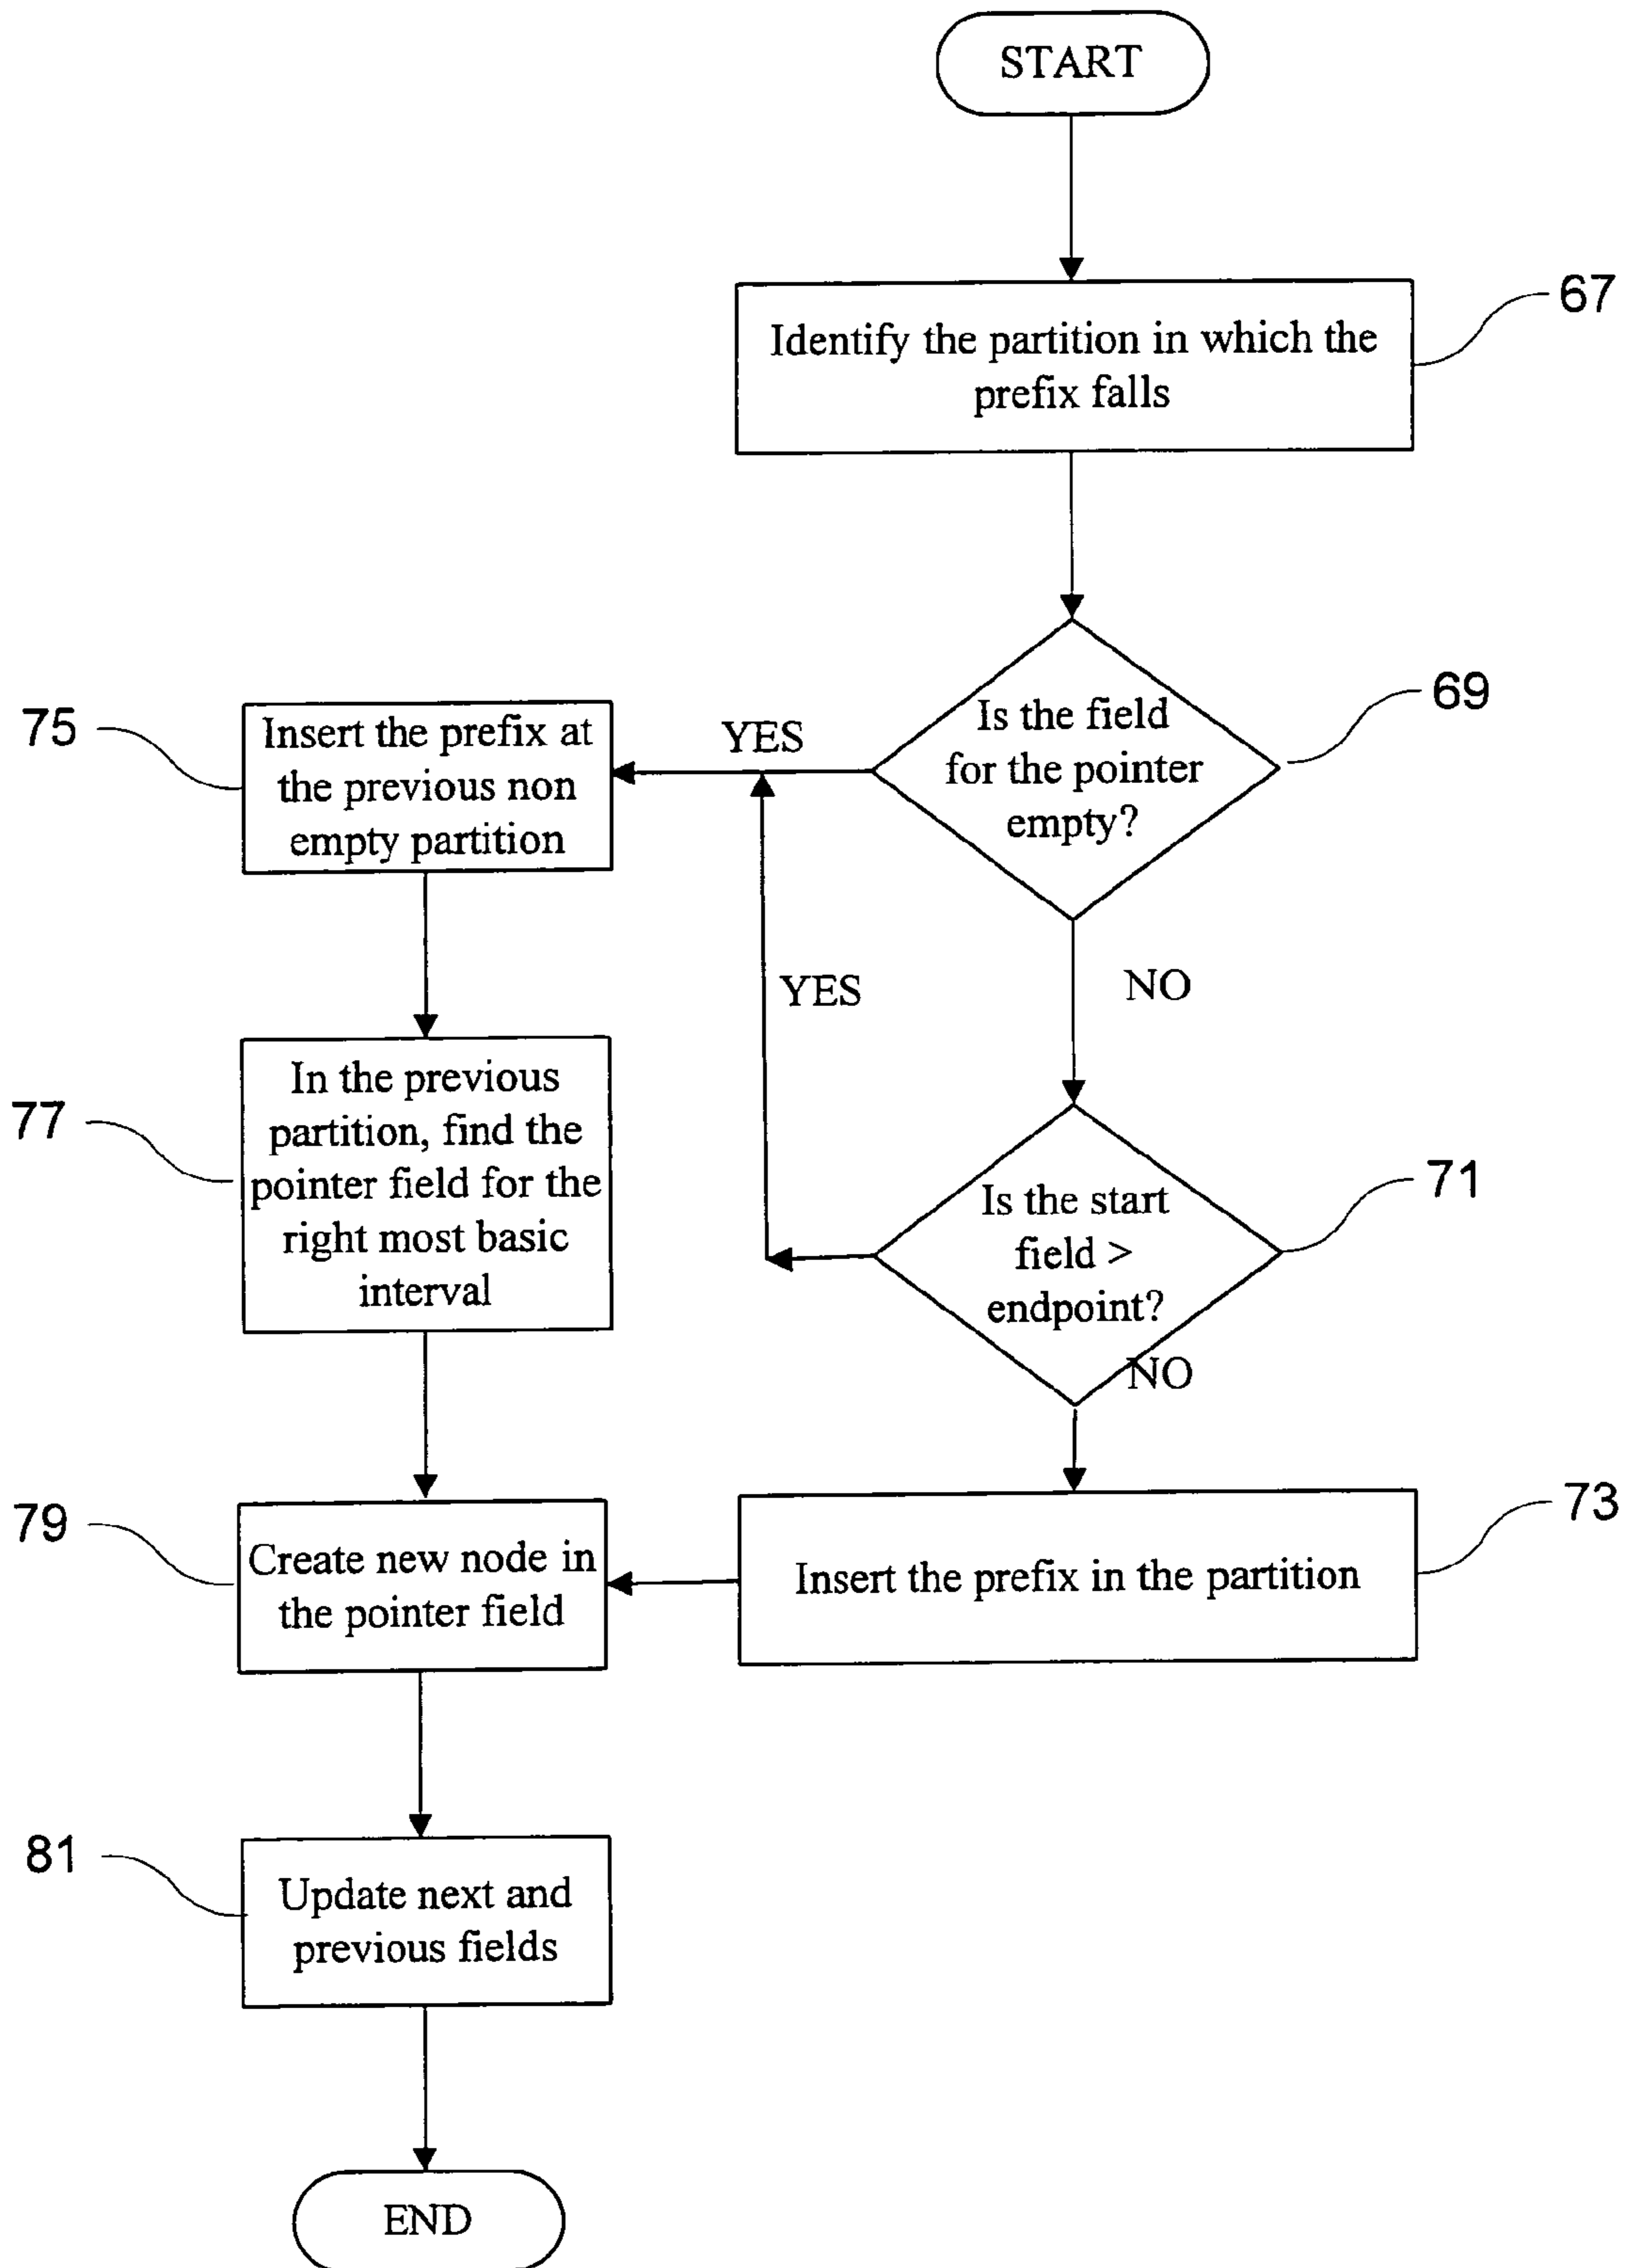 START
67
Identify the partition in which the
prefix falls
69
Is the field
for the pointer
empty?
YES
75
Insert the prefix at
the previous non
empty partition
NO
YES
77
In the previous
partition, find the
pointer field for the
right most basic
interval
71
Is the start
field >
endpoint?
NO
73
Insert the prefix in the partition
79
Create new node in
the pointer field
81
Update next and
previous fields
END